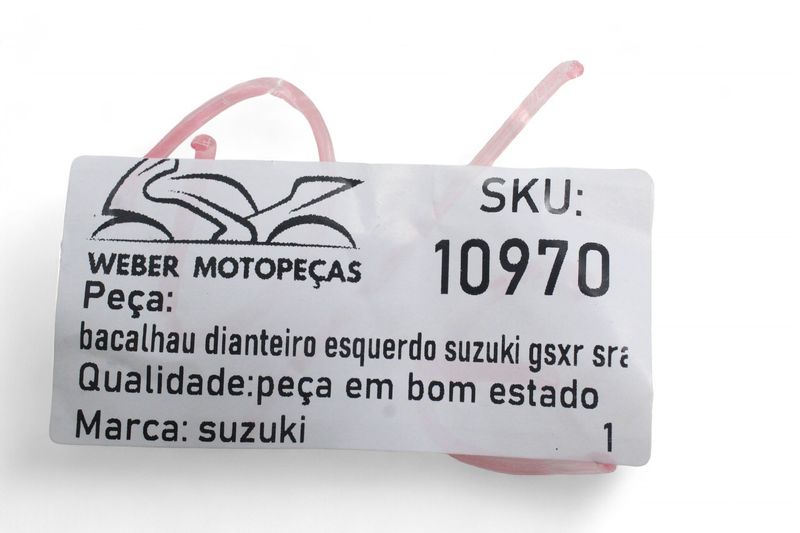 WEBER MOTOPEÇAS
SKU:
10970
Peça:
bacalhau dianteiro esquerdo suzuki gsxr sra
Qualidade:peça em bom estado
Marca: suzuki
1